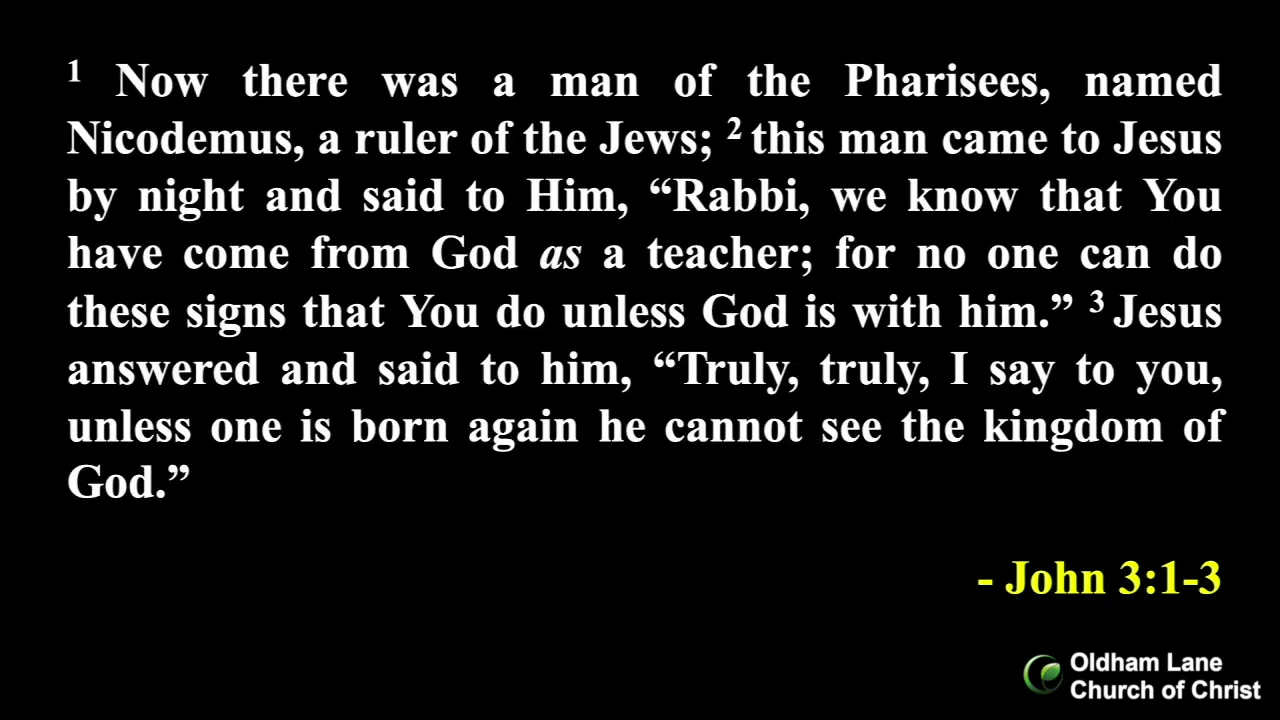 1 Now there was a man of the Pharisees, named
Nicodemus, a ruler of the Jews; 2 this man came to Jesus
by night and said to Him, “Rabbi, we know that You
have come from God as a teacher; for no one can do
these signs that You do unless God is with him.” 3 Jesus
answered and said to him, “Truly, truly, I say to you,
unless one is born again he cannot see the kingdom of
God.”
- John 3:1-3
Oldham Lane
Church of Christ